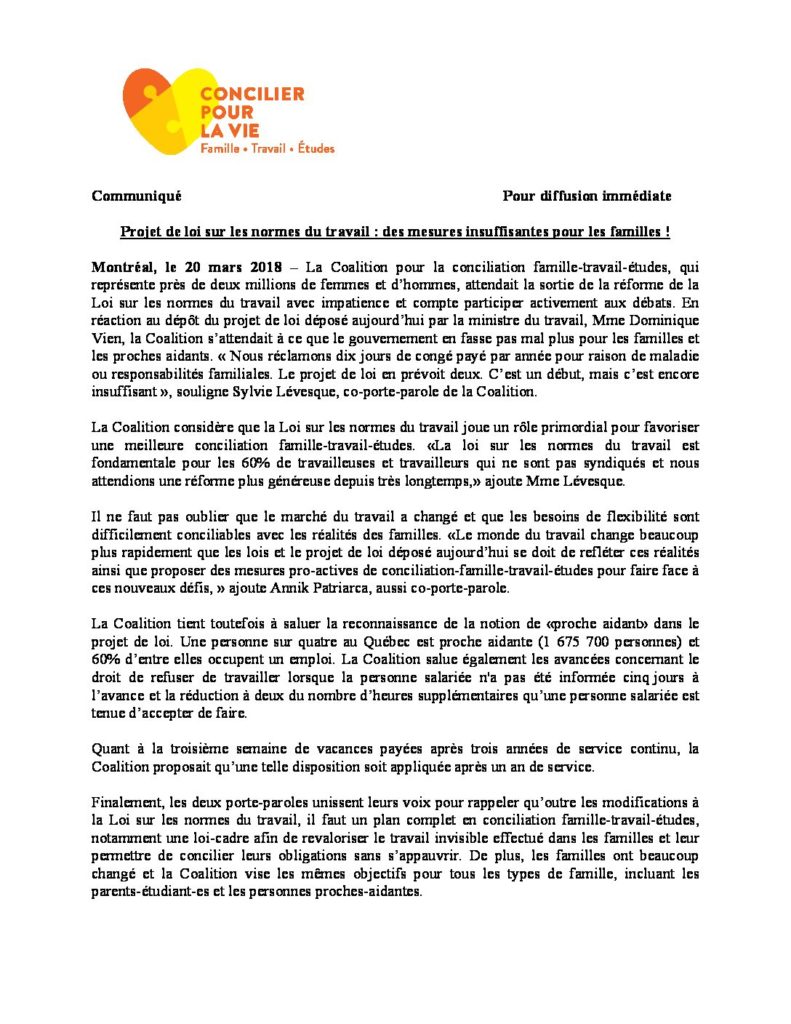 CONCILIER
POUR
LA VIE
Famille • Travail • Études
Communiqué Pour diffusion immédiate
Projet de loi sur les normes du travail : des mesures insuffisantes pour les familles !
Montréal, le 20 mars 2018 – La Coalition pour la conciliation famille-travail-études, qui
représente près de deux millions de femmes et d’hommes, attendait la sortie de la réforme de la
Loi sur les normes du travail avec impatience et compte participer activement aux débats. En
réaction au dépôt du projet de loi déposé aujourd’hui par la ministre du travail, Mme Dominique
Vien, la Coalition s’attendait à ce que le gouvernement en fasse pas mal plus pour les familles et
les proches aidants. « Nous réclamons dix jours de congé payé par année pour raison de maladie
ou responsabilités familiales. Le projet de loi en prévoit deux. C’est un début, mais c’est encore
insuffisant », souligne Sylvie Lévesque, co-porte-parole de la Coalition.
La Coalition considère que la Loi sur les normes du travail joue un rôle primordial pour favoriser
une meilleure conciliation famille-travail-études. «La loi sur les normes du travail est
fondamentale pour les 60% de travailleuses et travailleurs qui ne sont pas syndiqués et nous
attendions une réforme plus généreuse depuis très longtemps,» ajoute Mme Lévesque.
Il ne faut pas oublier que le marché du travail a changé et que les besoins de flexibilité sont
difficilement conciliables avec les réalités des familles. «Le monde du travail change beaucoup
plus rapidement que les lois et le projet de loi déposé aujourd’hui se doit de refléter ces réalités
ainsi que proposer des mesures pro-actives de conciliation-famille-travail-études pour faire face à
ces nouveaux défis, » ajoute Annik Patriarca, aussi co-porte-parole.
La Coalition tient toutefois à saluer la reconnaissance de la notion de «proche aidant» dans le
projet de loi. Une personne sur quatre au Québec est proche aidante (1 675 700 personnes) et
60% d’entre elles occupent un emploi. La Coalition salue également les avancées concernant le
droit de refuser de travailler lorsque la personne salariée n'a pas été informée cinq jours à
l’avance et la réduction à deux du nombre d’heures supplémentaires qu’une personne salariée est
tenue d’accepter de faire.
Quant à la troisième semaine de vacances payées après trois années de service continu, la
Coalition proposait qu’une telle disposition soit appliquée après un an de service.
Finalement, les deux porte-paroles unissent leurs voix pour rappeler qu’outre les modifications à
la Loi sur les normes du travail, il faut un plan complet en conciliation famille-travail-études,
notamment une loi-cadre afin de revaloriser le travail invisible effectué dans les familles et leur
permettre de concilier leurs obligations sans s’appauvrir. De plus, les familles ont beaucoup
changé et la Coalition vise les mêmes objectifs pour tous les types de famille, incluant les
parents-étudiant-es et les personnes proches-aidantes.